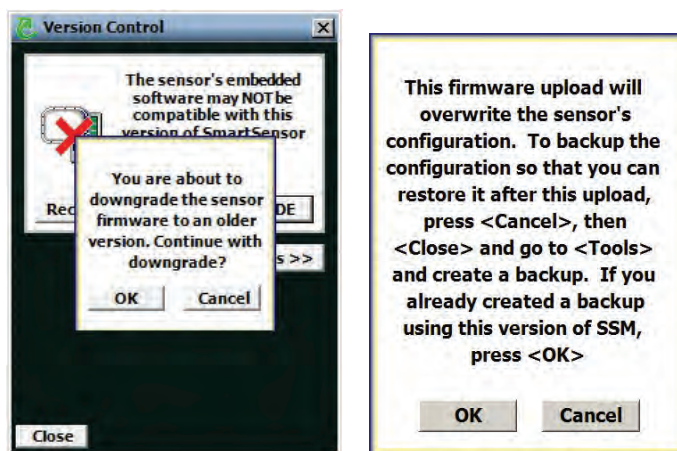 Version Control
The sensor's embedded
software may NOT be
compatible with this
version of SmartSensor
You are about to
downgrade the sensor
firmware to an older
version. Continue with
downgrade?
OK Cancel
Close
This firmware upload will
overwrite the sensor's
configuration. To backup the
configuration so that you can
restore it after this upload,
press <Cancel>, then
<Close> and go to <Tools>
and create a backup. If you
already created a backup
using this version of SSM,
press <OK>
OK Cancel